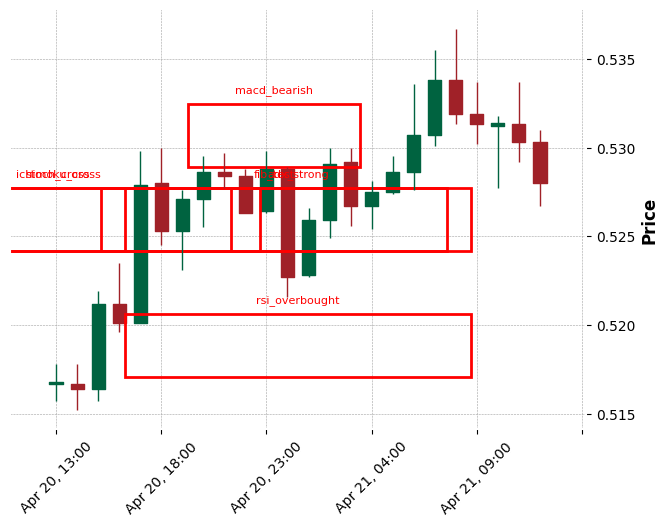 0.535
macd_bearish
0.530
0.525
rsi_overbought
0.520
0.515
Price
Apr 20, 13:00
Apr 20, 18:00
Apr 20, 23:00
Apr 21, 04:00
Apr 21, 09:00